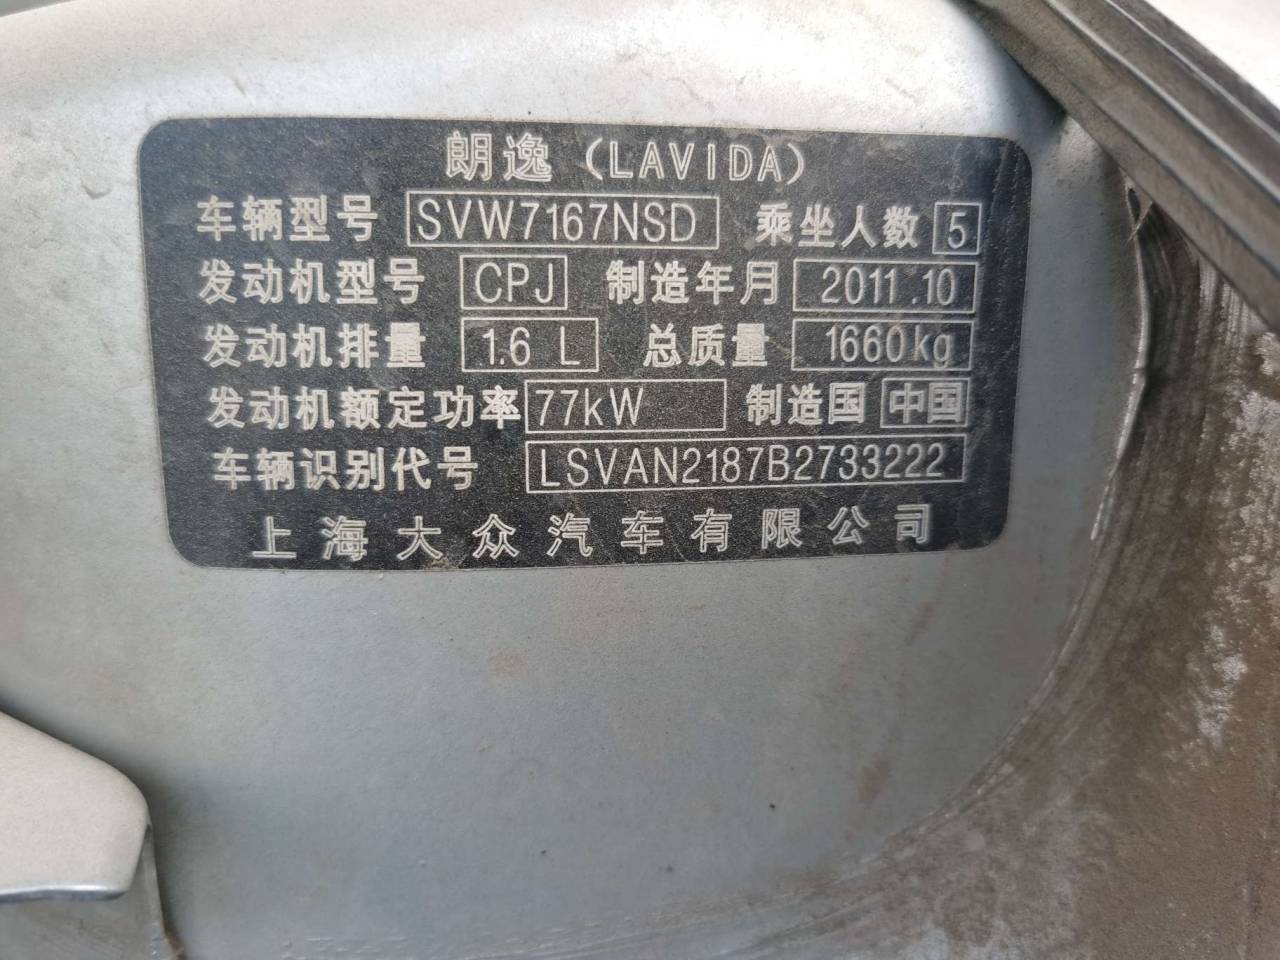 朗逸（LAVIDA）
车辆型号 SVW7167NSD 乘坐人数 5
发动机型号 CPJ 制造年月 2011.10
发动机排量 1.6 L 总质量 1660kg
发动机额定功率 77kW 制造国 中国
车辆识别代号 LSVAN2187B2733222
上海大众汽车有限公司